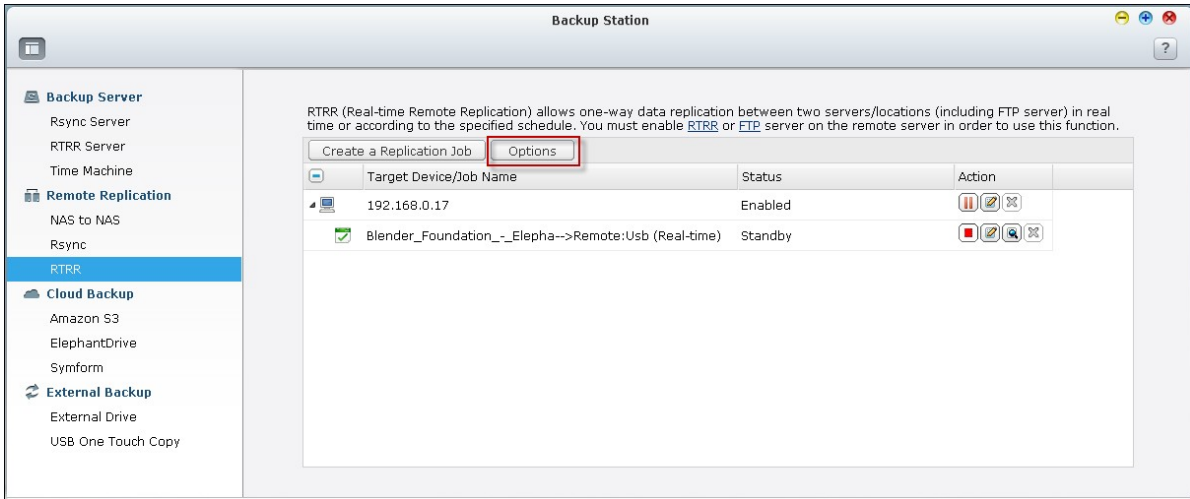 Backup Station
?
Backup Server
Rsync Server
RTRR Server
Time Machine
Remote Replication
NAS to NAS
Rsync
RTRR
Cloud Backup
Amazon S3
ElephantDrive
Symform
External Backup
External Drive
USB One Touch Copy
RTRR (Real-time Remote Replication) allows one-way data replication between two servers/locations (including FTP server) in real
time or according to the specified schedule. You must enable RTRR or FTP server on the remote server in order to use this function.
Create a Replication Job Options
Target Device/Job Name Status Action
192.168.0.17 Enabled
Blender_Foundation_-_Elepha-->Remote:Usb (Real-time) Standby